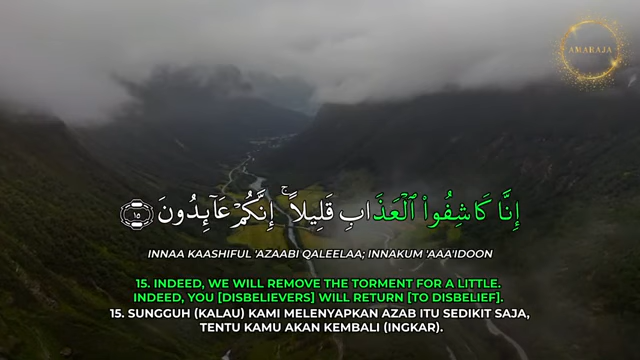 AMARAJA
إِنَّا كَاشِفُوا۟ ٱلْعَذَابِ قَلِيلاً ۚ إِنَّكُمْ عَآئِدُونَ ١٥
INNAA KAASHIFUL 'AZAABI QALEELAA; INNAKUM 'AAA'IDOON
15. INDEED, WE WILL REMOVE THE TORMENT FOR A LITTLE.
INDEED, YOU [DISBELIEVERS] WILL RETURN [TO DISBELIEF].
15. SUNGGUH (KALAU) KAMI MELENYAPKAN AZAB ITU SEDIKIT SAJA,
TENTU KAMU AKAN KEMBALI (INGKAR).